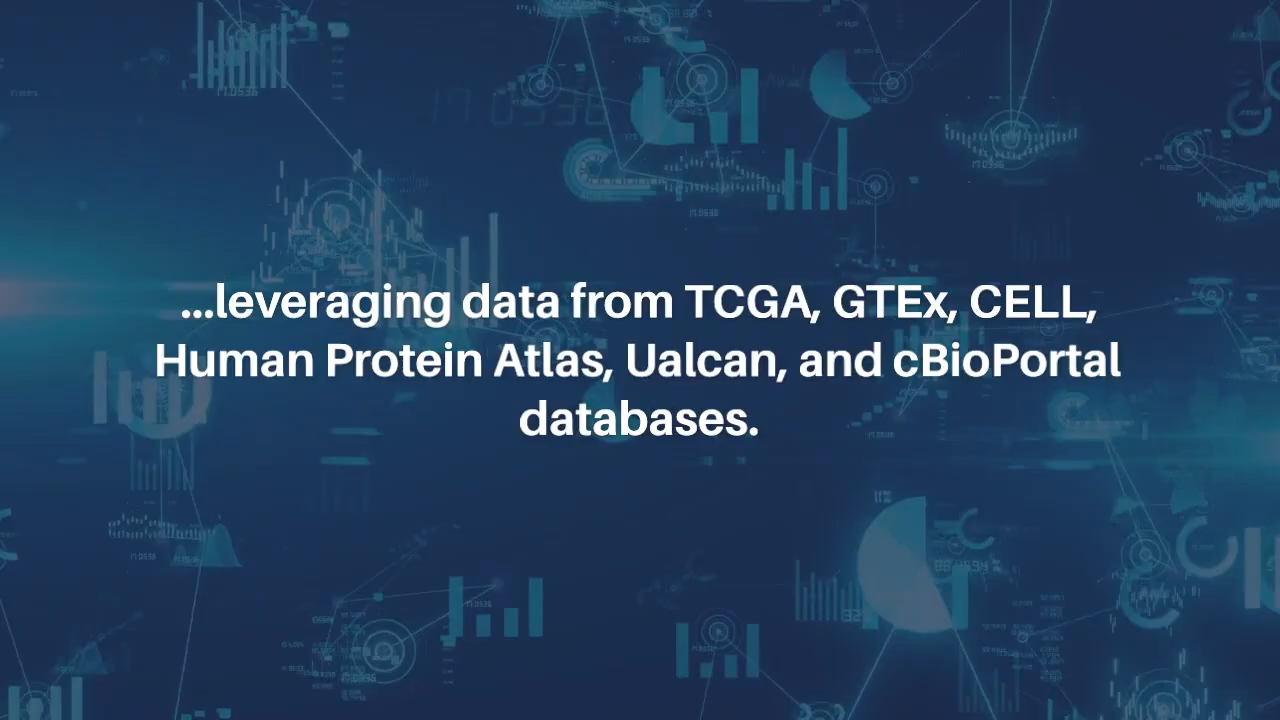 ...leveraging data from TCGA, GTEx, CELL,
Human Protein Atlas, Ualcan, and cBioPortal
databases.